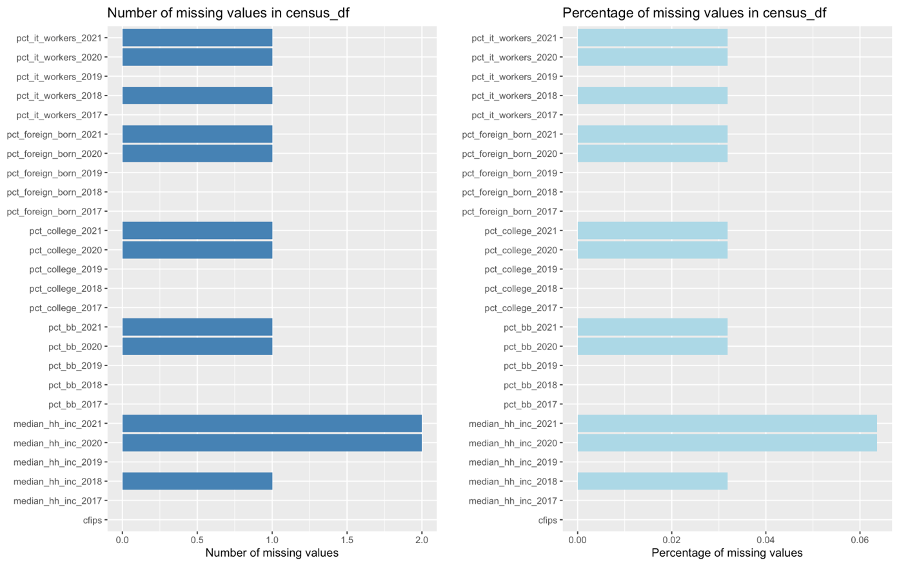 Number of missing values in census_df
pct_it_workers_2021
pct_it_workers_2020
pct_it_workers_2019
pct_it_workers_2018
pct_it_workers_2017
pct_foreign_born_2021
pct_foreign_born_2020
pct_foreign_born_2019
pct_foreign_born_2018
pct_foreign_born_2017
pct_college_2021
pct_college_2020
pct_college_2019
pct_college_2018
pct_college_2017
pct_bb_2021
pct_bb_2020
pct_bb_2019
pct_bb_2018
pct_bb_2017
median_hh_inc_2021
median_hh_inc_2020
median_hh_inc_2019
median_hh_inc_2018
median_hh_inc_2017
cfips
0.0 0.5 1.0 1.5 2.0
Number of missing values
Percentage of missing values in census_df
pct_it_workers_2021
pct_it_workers_2020
pct_it_workers_2019
pct_it_workers_2018
pct_it_workers_2017
pct_foreign_born_2021
pct_foreign_born_2020
pct_foreign_born_2019
pct_foreign_born_2018
pct_foreign_born_2017
pct_college_2021
pct_college_2020
pct_college_2019
pct_college_2018
pct_college_2017
pct_bb_2021
pct_bb_2020
pct_bb_2019
pct_bb_2018
pct_bb_2017
median_hh_inc_2021
median_hh_inc_2020
median_hh_inc_2019
median_hh_inc_2018
median_hh_inc_2017
cfips
0.00 0.02 0.04 0.06
Percentage of missing values